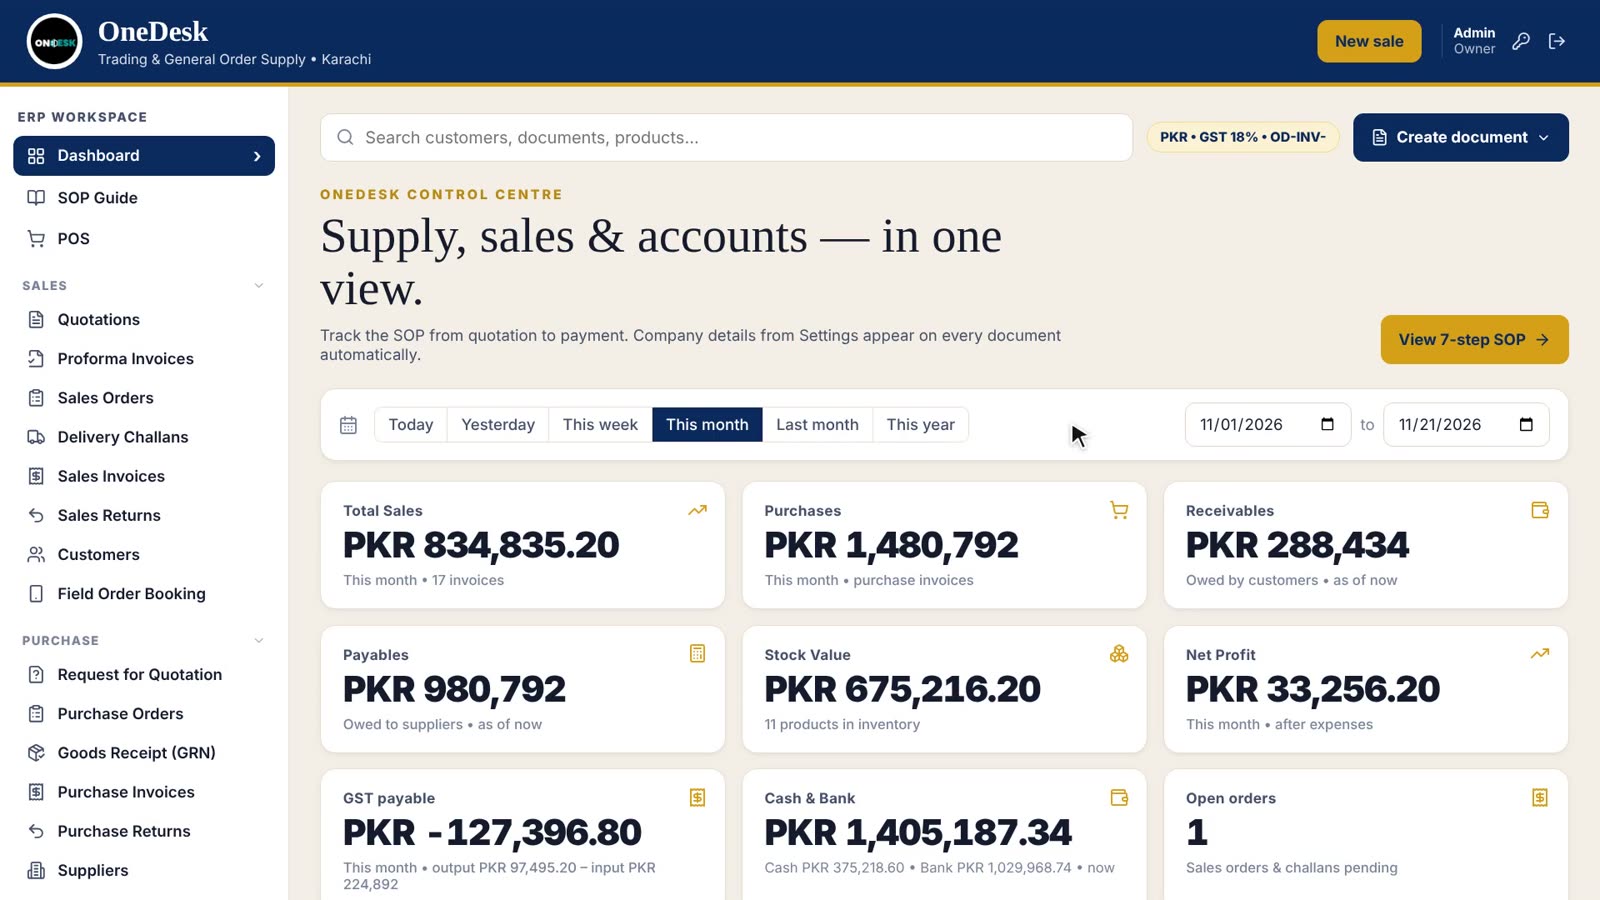 ONEDESK
OneDesk
Trading & General Order Supply • Karachi
New sale
Admin
Owner
ERP WORKSPACE
Dashboard
SOP Guide
POS
SALES
Quotations
Proforma Invoices
Sales Orders
Delivery Challans
Sales Invoices
Sales Returns
Customers
Field Order Booking
PURCHASE
Request for Quotation
Purchase Orders
Goods Receipt (GRN)
Purchase Invoices
Purchase Returns
Suppliers
Search customers, documents, products...
PKR • GST 18% • OD-INV-
Create document
ONEDESK CONTROL CENTRE
Supply, sales & accounts — in one
view.
Track the SOP from quotation to payment. Company details from Settings appear on every document
automatically.
View 7-step SOP
Today
Yesterday
This week
This month
Last month
This year
11/01/2026
to
11/21/2026
Total Sales
PKR 834,835.20
This month • 17 invoices
Purchases
PKR 1,480,792
This month • purchase invoices
Receivables
PKR 288,434
Owed by customers • as of now
Payables
PKR 980,792
Owed to suppliers • as of now
Stock Value
PKR 675,216.20
11 products in inventory
Net Profit
PKR 33,256.20
This month • after expenses
GST payable
PKR -127,396.80
This month • output PKR 97,495.20 – input PKR
224,892
Cash & Bank
PKR 1,405,187.34
Cash PKR 375,218.60 • Bank PKR 1,029,968.74 • now
Open orders
1
Sales orders & challans pending